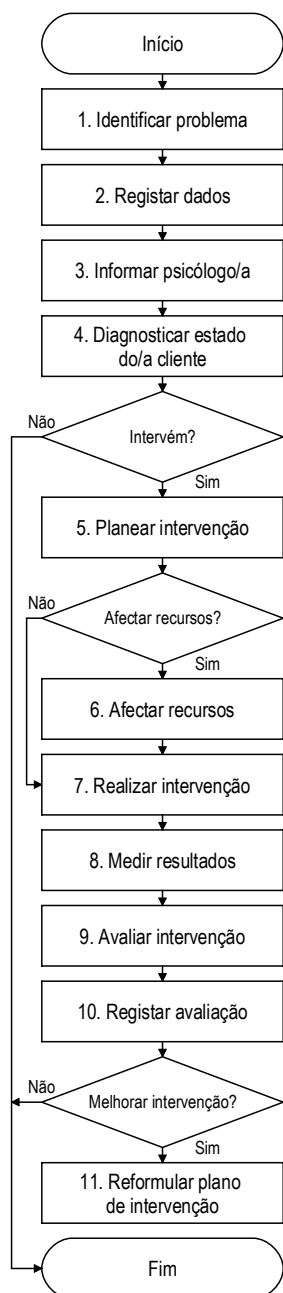 Início
1. Identificar problema
2. Registar dados
3. Informar psicólogo/a
4. Diagnosticar estado
do/a cliente
Não
Intervém?
Sim
5. Planear intervenção
Não
Afectar recursos?
Sim
6. Afectar recursos
7. Realizar intervenção
8. Medir resultados
9. Avaliar intervenção
10. Registar avaliação
Não
Melhorar intervenção?
Sim
11. Reformular plano
de intervenção
Fim